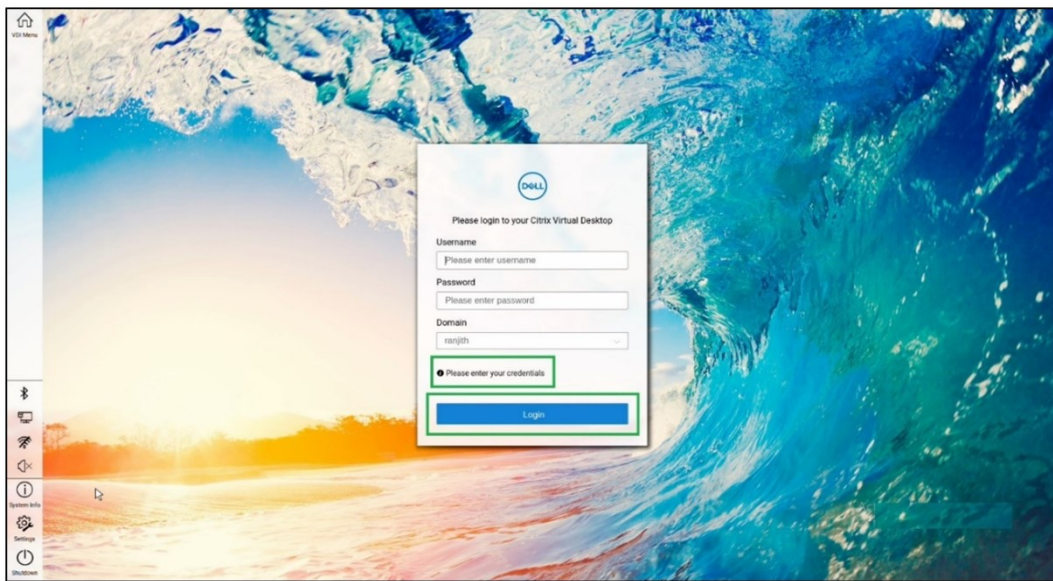 VDI Menu
DELL
Please login to your Citrix Virtual Desktop
Username
Please enter username
Password
Please enter password
Domain
ranjith
Please enter your credentials
Login
System Info
Settings
Shutdown